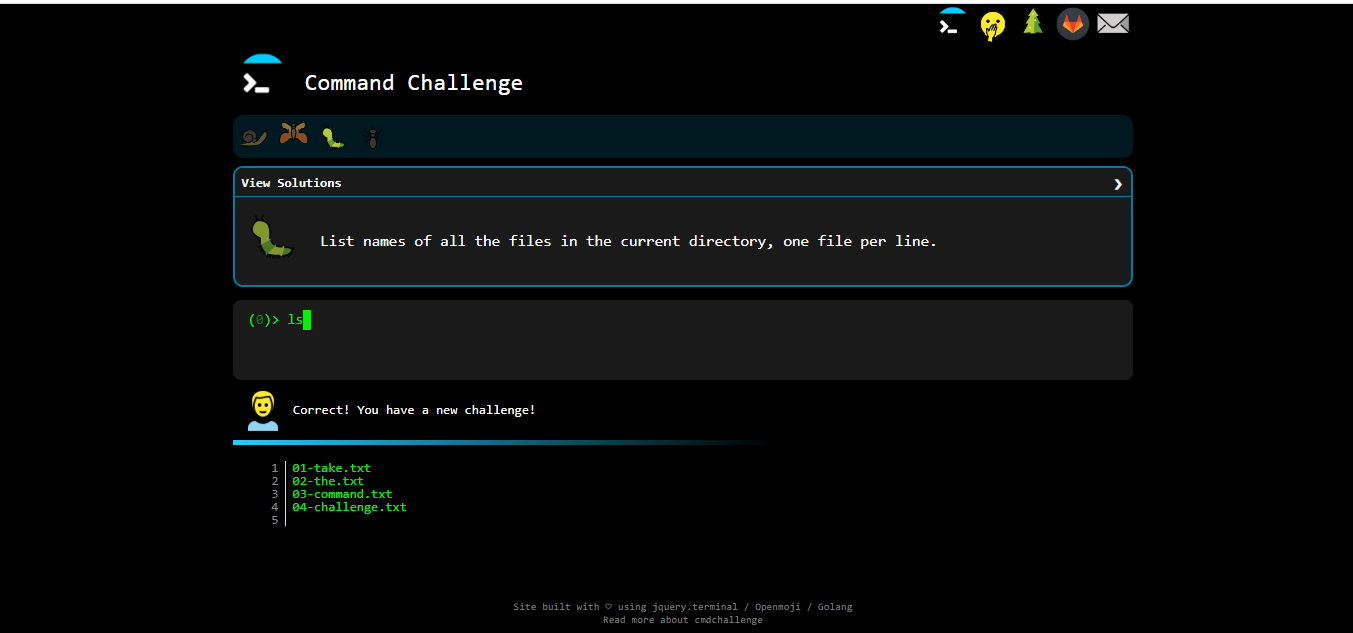 Command Challenge
View Solutions
List names of all the files in the current directory, one file per line.
(0)> ls
Correct! You have a new challenge!
1 01-take.txt
2 02-the.txt
3 03-command.txt
4 04-challenge.txt
5
Site built with ♡ using jquery.terminal / Openmoji / Golang
Read more about cmdchallenge